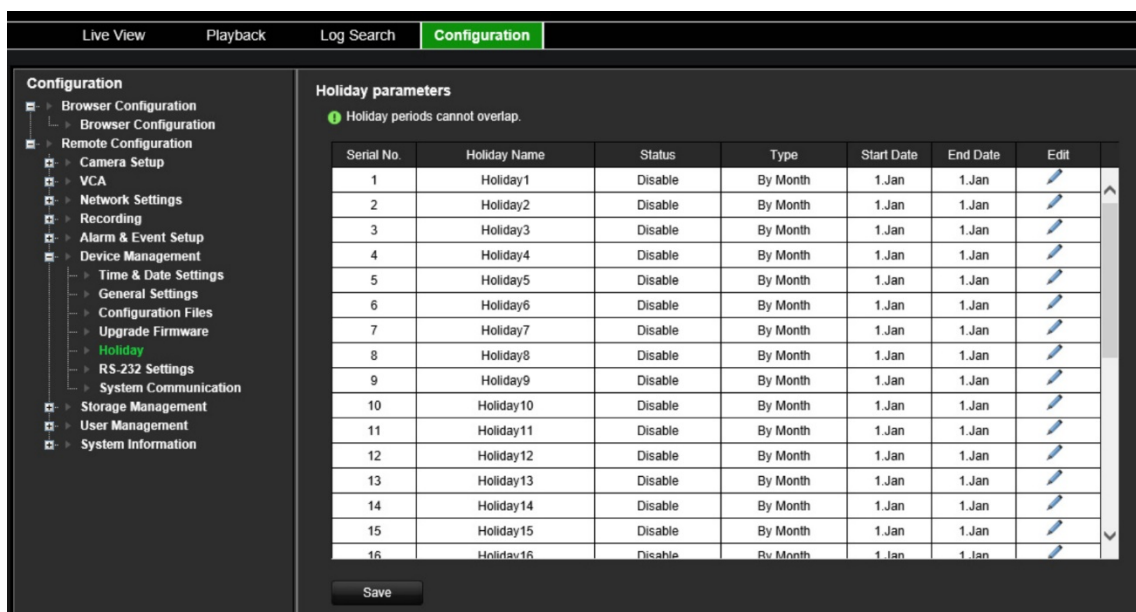 Live View Playback Log Search Configuration
Configuration
Browser Configuration
Browser Configuration
Remote Configuration
Camera Setup
VCA
Network Settings
Recording
Alarm & Event Setup
Device Management
Time & Date Settings
General Settings
Configuration Files
Upgrade Firmware
Holiday
RS-232 Settings
System Communication
Storage Management
User Management
System Information
Holiday parameters
Holiday periods cannot overlap.
Serial No. Holiday Name Status Type Start Date End Date Edit
1 Holiday1 Disable By Month 1.Jan 1.Jan
2 Holiday2 Disable By Month 1.Jan 1.Jan
3 Holiday3 Disable By Month 1.Jan 1.Jan
4 Holiday4 Disable By Month 1.Jan 1.Jan
5 Holiday5 Disable By Month 1.Jan 1.Jan
6 Holiday6 Disable By Month 1.Jan 1.Jan
7 Holiday7 Disable By Month 1.Jan 1.Jan
8 Holiday8 Disable By Month 1.Jan 1.Jan
9 Holiday9 Disable By Month 1.Jan 1.Jan
10 Holiday10 Disable By Month 1.Jan 1.Jan
11 Holiday11 Disable By Month 1.Jan 1.Jan
12 Holiday12 Disable By Month 1.Jan 1.Jan
13 Holiday13 Disable By Month 1.Jan 1.Jan
14 Holiday14 Disable By Month 1.Jan 1.Jan
15 Holiday15 Disable By Month 1.Jan 1.Jan
16 Holiday16 Disable By Month 1.Jan 1.Jan
Save